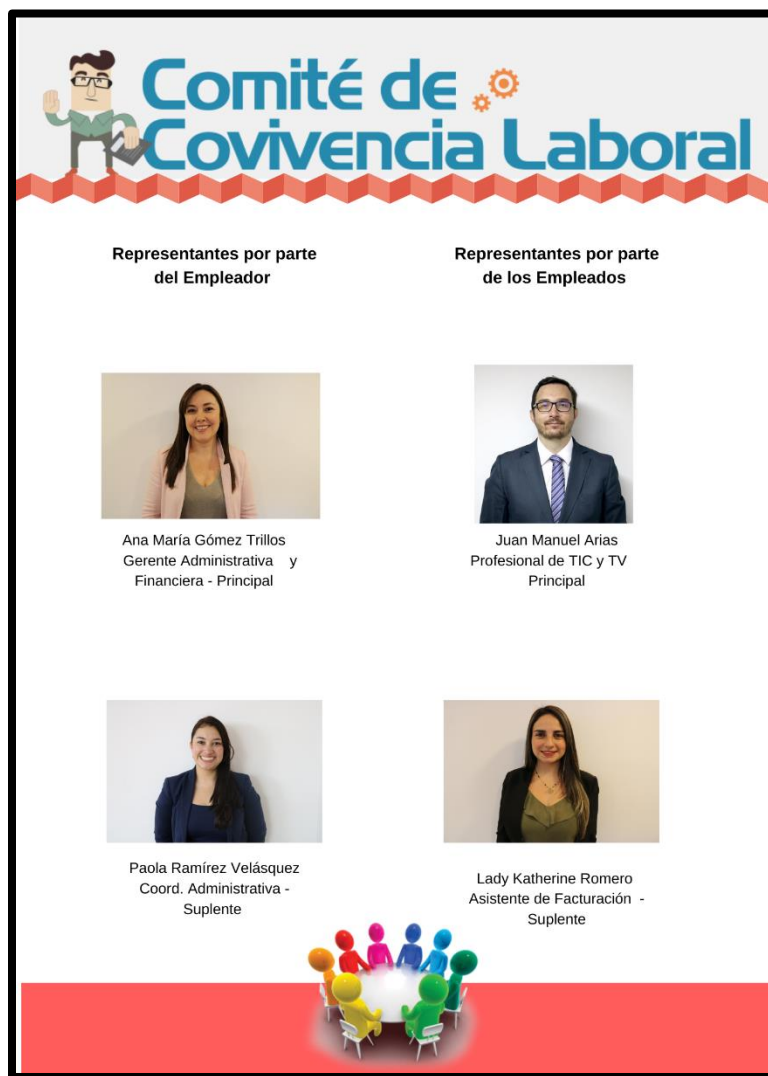 Comité de
Covivencia Laboral
Representantes por parte
del Empleador
Representantes por parte
de los Empleados
Ana María Gómez Trillos
Gerente Administrativa y
Financiera - Principal
Juan Manuel Arias
Profesional de TIC y TV
Principal
Paola Ramírez Velásquez
Coord. Administrativa -
Suplente
Lady Katherine Romero
Asistente de Facturación -
Suplente